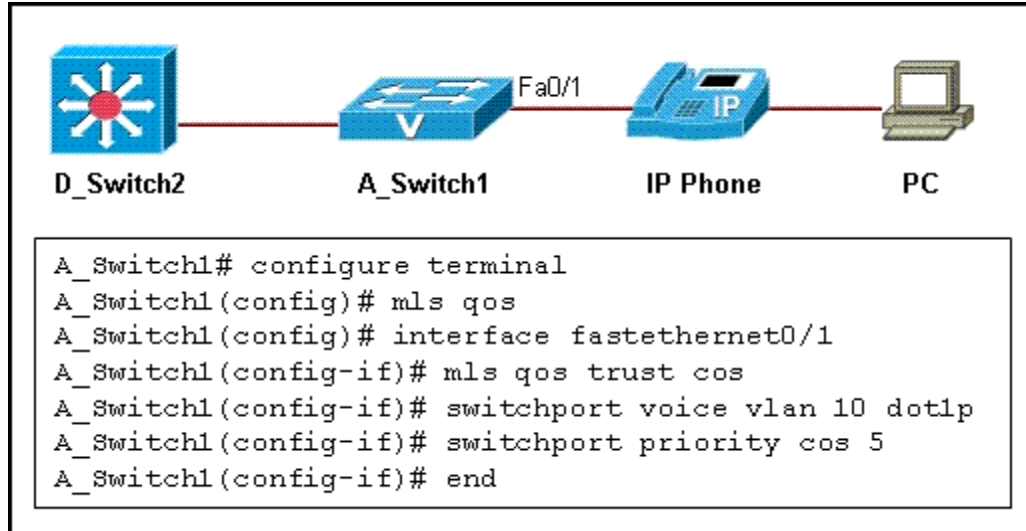 Fa0/1
IP
V
D_Switch2 A_Switch1 IP Phone PC
A_Switch1# configure terminal
A_Switch1(config)# mls qos
A_Switch1(config)# interface fastethernet0/1
A_Switch1(config-if)# mls qos trust cos
A_Switch1(config-if)# switchport voice vlan 10 dot1p
A_Switch1(config-if)# switchport priority cos 5
A_Switch1(config-if)# end